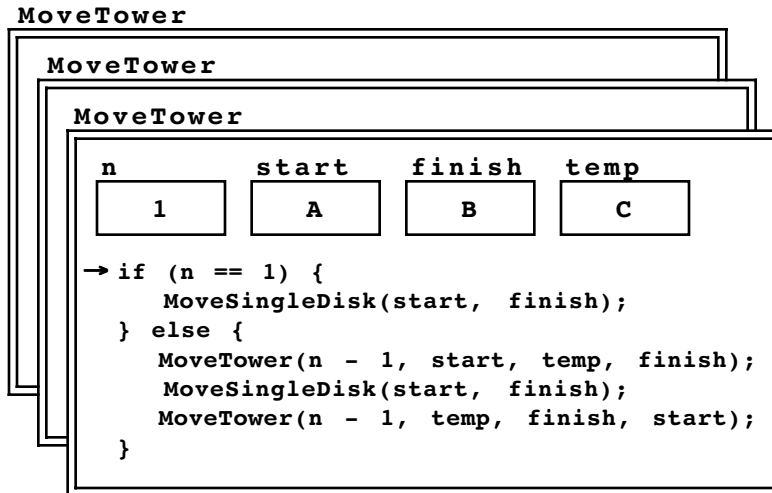 MoveTower
MoveTower
MoveTower
n start finish temp
1 A B C
→ if (n == 1) {
MoveSingleDisk(start, finish);
} else {
MoveTower(n - 1, start, temp, finish);
MoveSingleDisk(start, finish);
MoveTower(n - 1, temp, finish, start);
}